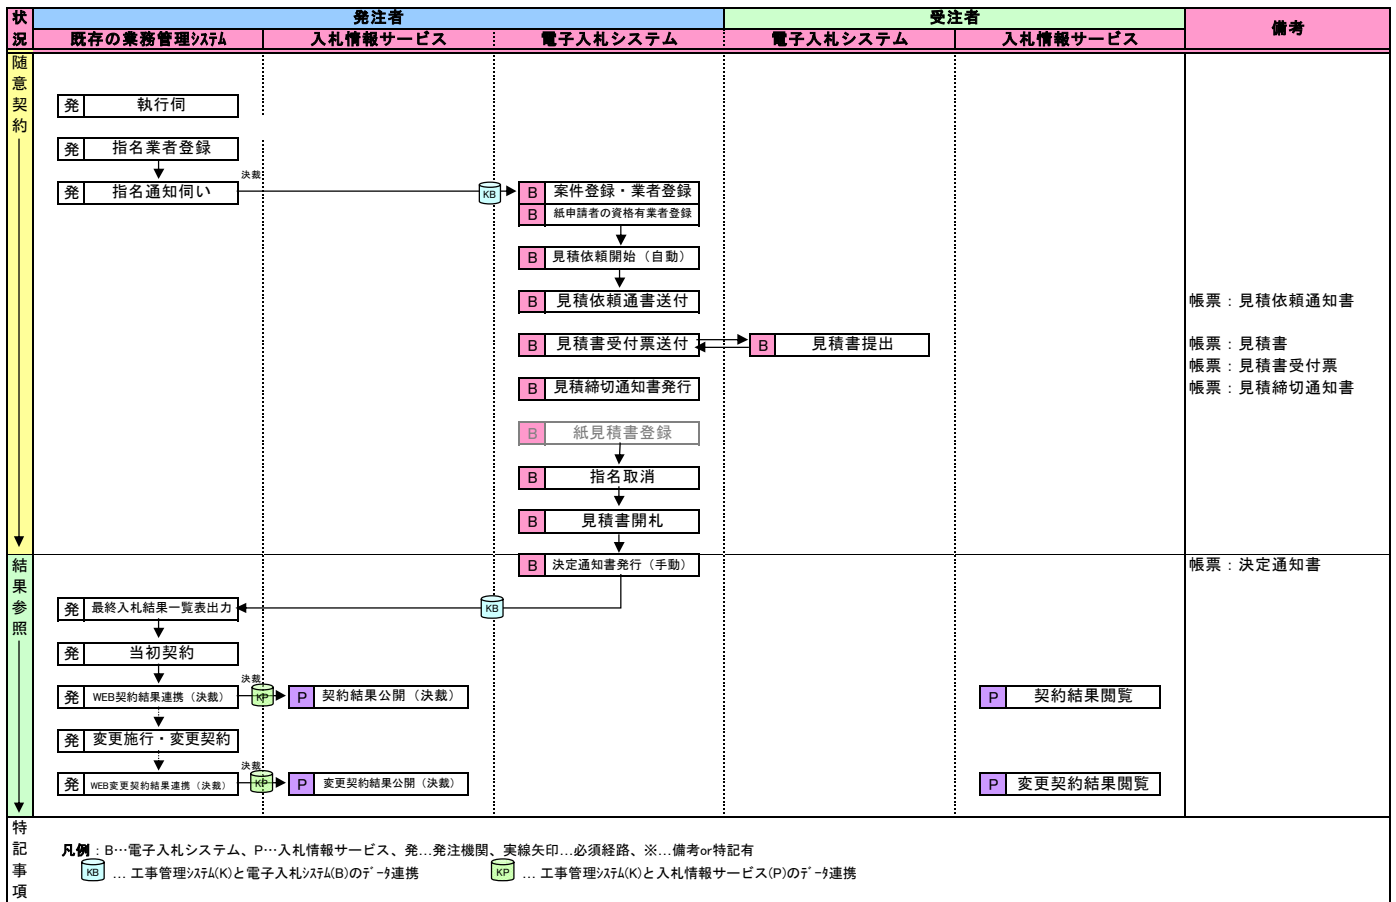 状況
発注者
受注者
備考
既存の業務管理ｼｽﾃﾑ
入札情報サービス
電子入札システム
電子入札システム
入札情報サービス
随意契約
発 執行伺
発 指名業者登録
発 指名通知伺い
決裁
KB
B 案件登録・業者登録
B 紙申請者の資格有業者登録
B 見積依頼開始（自動）
B 見積依頼通書送付
帳票：見積依頼通知書
B 見積書受付票送付
B 見積書提出
帳票：見積書
帳票：見積書受付票
B 見積締切通知書発行
帳票：見積締切通知書
B 紙見積書登録
B 指名取消
B 見積書開札
結果参照
B 決定通知書発行（手動）
帳票：決定通知書
発 最終入札結果一覧表出力
KB
発 当初契約
発 WEB契約結果連携（決裁）
決裁
KP
P 契約結果公開（決裁）
P 契約結果閲覧
発 変更施行・変更契約
発 WEB変更契約結果連携（決裁）
決裁
KP
P 変更契約結果公開（決裁）
P 変更契約結果閲覧
特記事項
凡例：B…電子入札システム、P…入札情報サービス、発…発注機関、実線矢印…必須経路、※…備考or特記有
KB … 工事管理ｼｽﾃﾑ(K)と電子入札ｼｽﾃﾑ(B)のﾃﾞｰﾀ連携
KP … 工事管理ｼｽﾃﾑ(K)と入札情報サービス(P)のﾃﾞｰﾀ連携